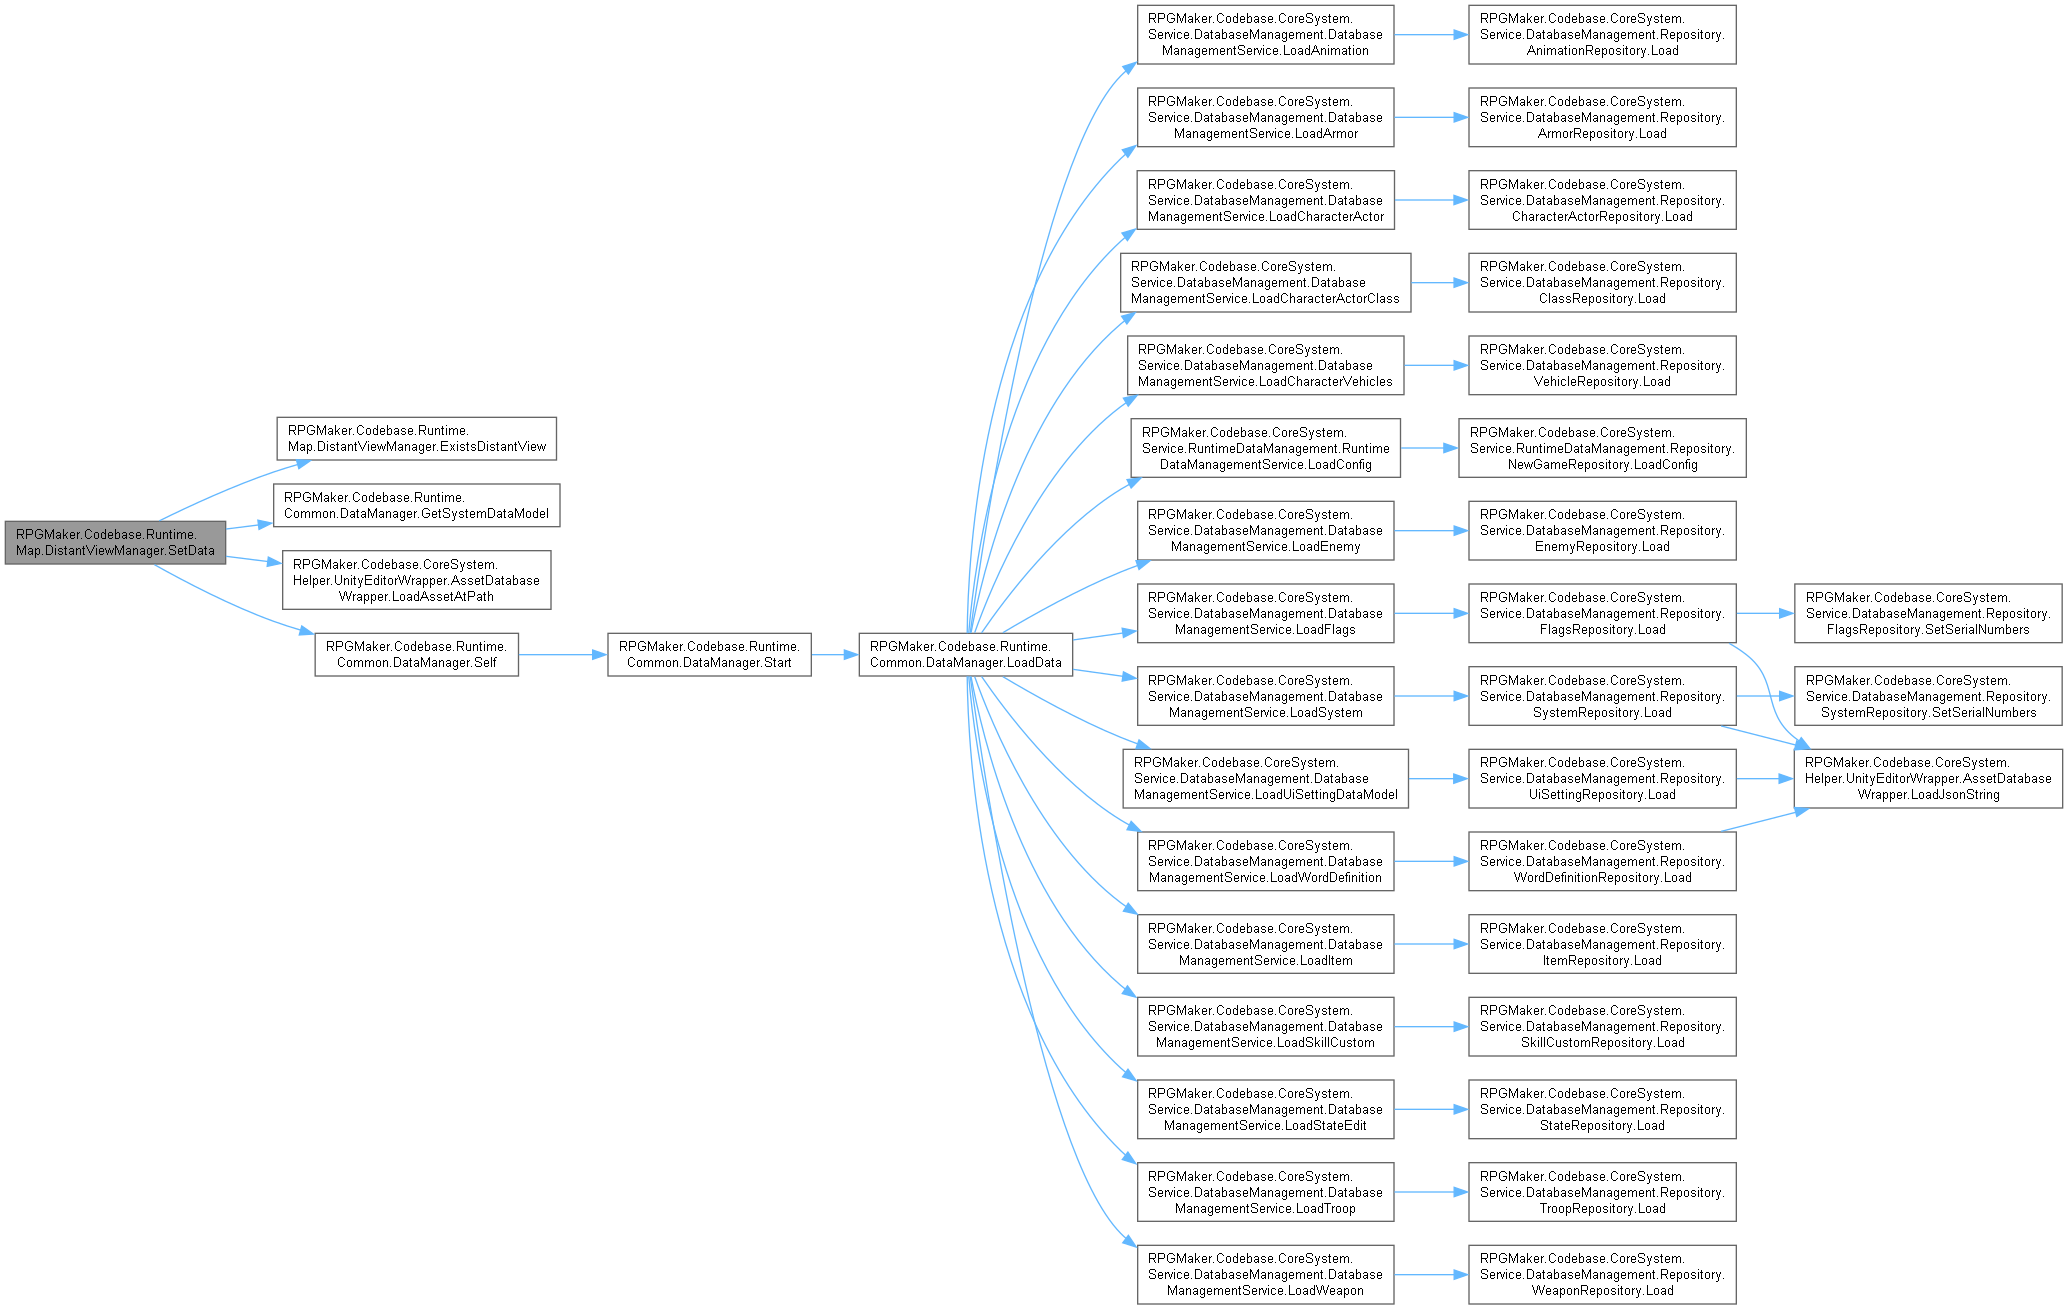 RPGMaker.Codebase.Runtime.
Map.DistantViewManager.SetData
RPGMaker.Codebase.Runtime.
Map.DistantViewManager.ExistsDistantView
RPGMaker.Codebase.Runtime.
Common.DataManager.GetSystemDataModel
RPGMaker.Codebase.CoreSystem.
Helper.UnityEditorWrapper.AssetDatabase
Wrapper.LoadAssetAtPath
RPGMaker.Codebase.Runtime.
Common.DataManager.Self
RPGMaker.Codebase.Runtime.
Common.DataManager.Start
RPGMaker.Codebase.Runtime.
Common.DataManager.LoadData
RPGMaker.Codebase.CoreSystem.
Service.DatabaseManagement.Database
ManagementService.LoadAnimation
RPGMaker.Codebase.CoreSystem.
Service.DatabaseManagement.Repository.
AnimationRepository.Load
RPGMaker.Codebase.CoreSystem.
Service.DatabaseManagement.Database
ManagementService.LoadArmor
RPGMaker.Codebase.CoreSystem.
Service.DatabaseManagement.Repository.
ArmorRepository.Load
RPGMaker.Codebase.CoreSystem.
Service.DatabaseManagement.Database
ManagementService.LoadCharacterActor
RPGMaker.Codebase.CoreSystem.
Service.DatabaseManagement.Repository.
CharacterActorRepository.Load
RPGMaker.Codebase.CoreSystem.
Service.DatabaseManagement.Database
ManagementService.LoadCharacterActorClass
RPGMaker.Codebase.CoreSystem.
Service.DatabaseManagement.Repository.
ClassRepository.Load
RPGMaker.Codebase.CoreSystem.
Service.DatabaseManagement.Database
ManagementService.LoadCharacterVehicles
RPGMaker.Codebase.CoreSystem.
Service.DatabaseManagement.Repository.
VehicleRepository.Load
RPGMaker.Codebase.CoreSystem.
Service.RuntimeDataManagement.Runtime
DataManagementService.LoadConfig
RPGMaker.Codebase.CoreSystem.
Service.RuntimeDataManagement.Repository.
NewGameRepository.LoadConfig
RPGMaker.Codebase.CoreSystem.
Service.DatabaseManagement.Database
ManagementService.LoadEnemy
RPGMaker.Codebase.CoreSystem.
Service.DatabaseManagement.Repository.
EnemyRepository.Load
RPGMaker.Codebase.CoreSystem.
Service.DatabaseManagement.Database
ManagementService.LoadFlags
RPGMaker.Codebase.CoreSystem.
Service.DatabaseManagement.Repository.
FlagsRepository.Load
RPGMaker.Codebase.CoreSystem.
Service.DatabaseManagement.Repository.
FlagsRepository.SetSerialNumbers
RPGMaker.Codebase.CoreSystem.
Service.DatabaseManagement.Database
ManagementService.LoadSystem
RPGMaker.Codebase.CoreSystem.
Service.DatabaseManagement.Repository.
SystemRepository.Load
RPGMaker.Codebase.CoreSystem.
Service.DatabaseManagement.Repository.
SystemRepository.SetSerialNumbers
RPGMaker.Codebase.CoreSystem.
Service.DatabaseManagement.Database
ManagementService.LoadUiSettingDataModel
RPGMaker.Codebase.CoreSystem.
Service.DatabaseManagement.Repository.
UiSettingRepository.Load
RPGMaker.Codebase.CoreSystem.
Helper.UnityEditorWrapper.AssetDatabase
Wrapper.LoadJsonString
RPGMaker.Codebase.CoreSystem.
Service.DatabaseManagement.Database
ManagementService.LoadWordDefinition
RPGMaker.Codebase.CoreSystem.
Service.DatabaseManagement.Repository.
WordDefinitionRepository.Load
RPGMaker.Codebase.CoreSystem.
Service.DatabaseManagement.Database
ManagementService.LoadItem
RPGMaker.Codebase.CoreSystem.
Service.DatabaseManagement.Repository.
ItemRepository.Load
RPGMaker.Codebase.CoreSystem.
Service.DatabaseManagement.Database
ManagementService.LoadSkillCustom
RPGMaker.Codebase.CoreSystem.
Service.DatabaseManagement.Repository.
SkillCustomRepository.Load
RPGMaker.Codebase.CoreSystem.
Service.DatabaseManagement.Database
ManagementService.LoadStateEdit
RPGMaker.Codebase.CoreSystem.
Service.DatabaseManagement.Repository.
StateRepository.Load
RPGMaker.Codebase.CoreSystem.
Service.DatabaseManagement.Database
ManagementService.LoadTroop
RPGMaker.Codebase.CoreSystem.
Service.DatabaseManagement.Repository.
TroopRepository.Load
RPGMaker.Codebase.CoreSystem.
Service.DatabaseManagement.Database
ManagementService.LoadWeapon
RPGMaker.Codebase.CoreSystem.
Service.DatabaseManagement.Repository.
WeaponRepository.Load